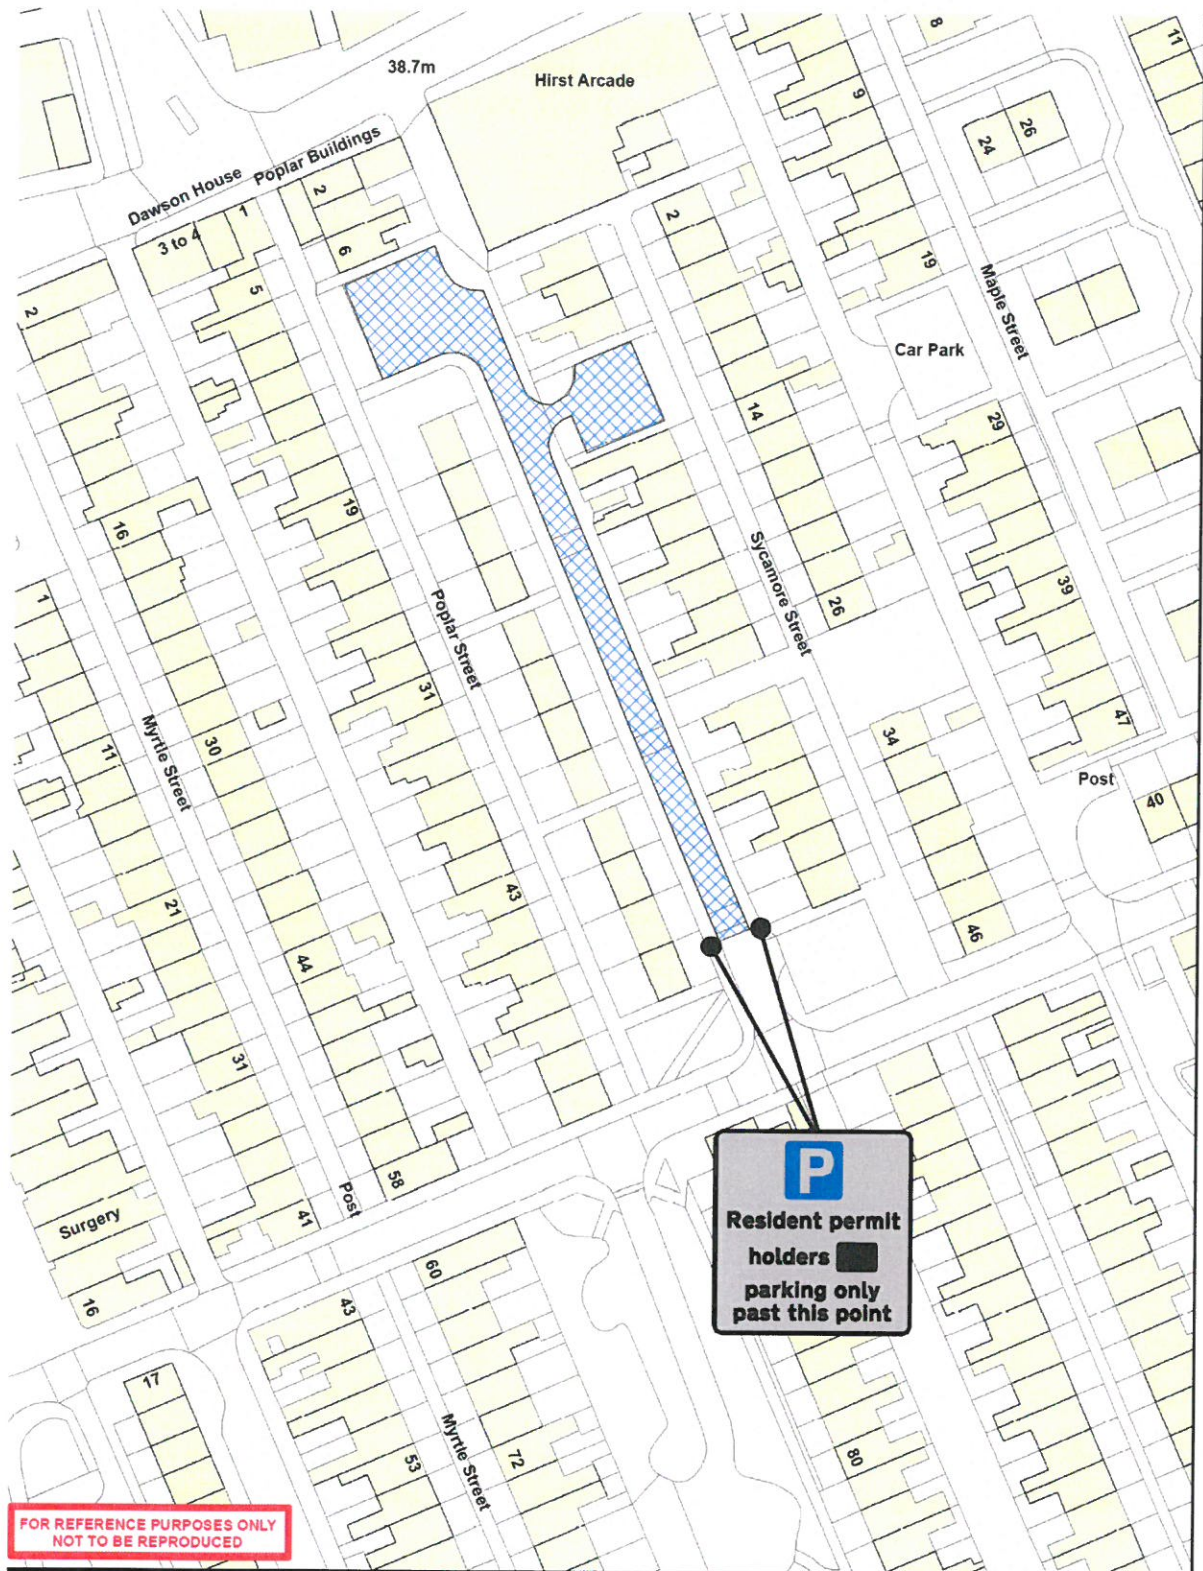 38.7m
Hirst Arcade
8
11
9
26
24
Poplar Buildings
Dawson House
2
1
3 to 4
6
2
19
5
2
Maple Street
Car Park
14
29
19
16
Sycamore Street
39
1
Poplar Street
26
31
47
Myrtle Street
30
11
34
Post
40
43
21
44
46
31
58
Post
41
Surgery
16
60
43
17
Myrtle Street
72
53
80
P
Resident permit
holders
parking only
past this point
FOR REFERENCE PURPOSES ONLY
NOT TO BE REPRODUCED